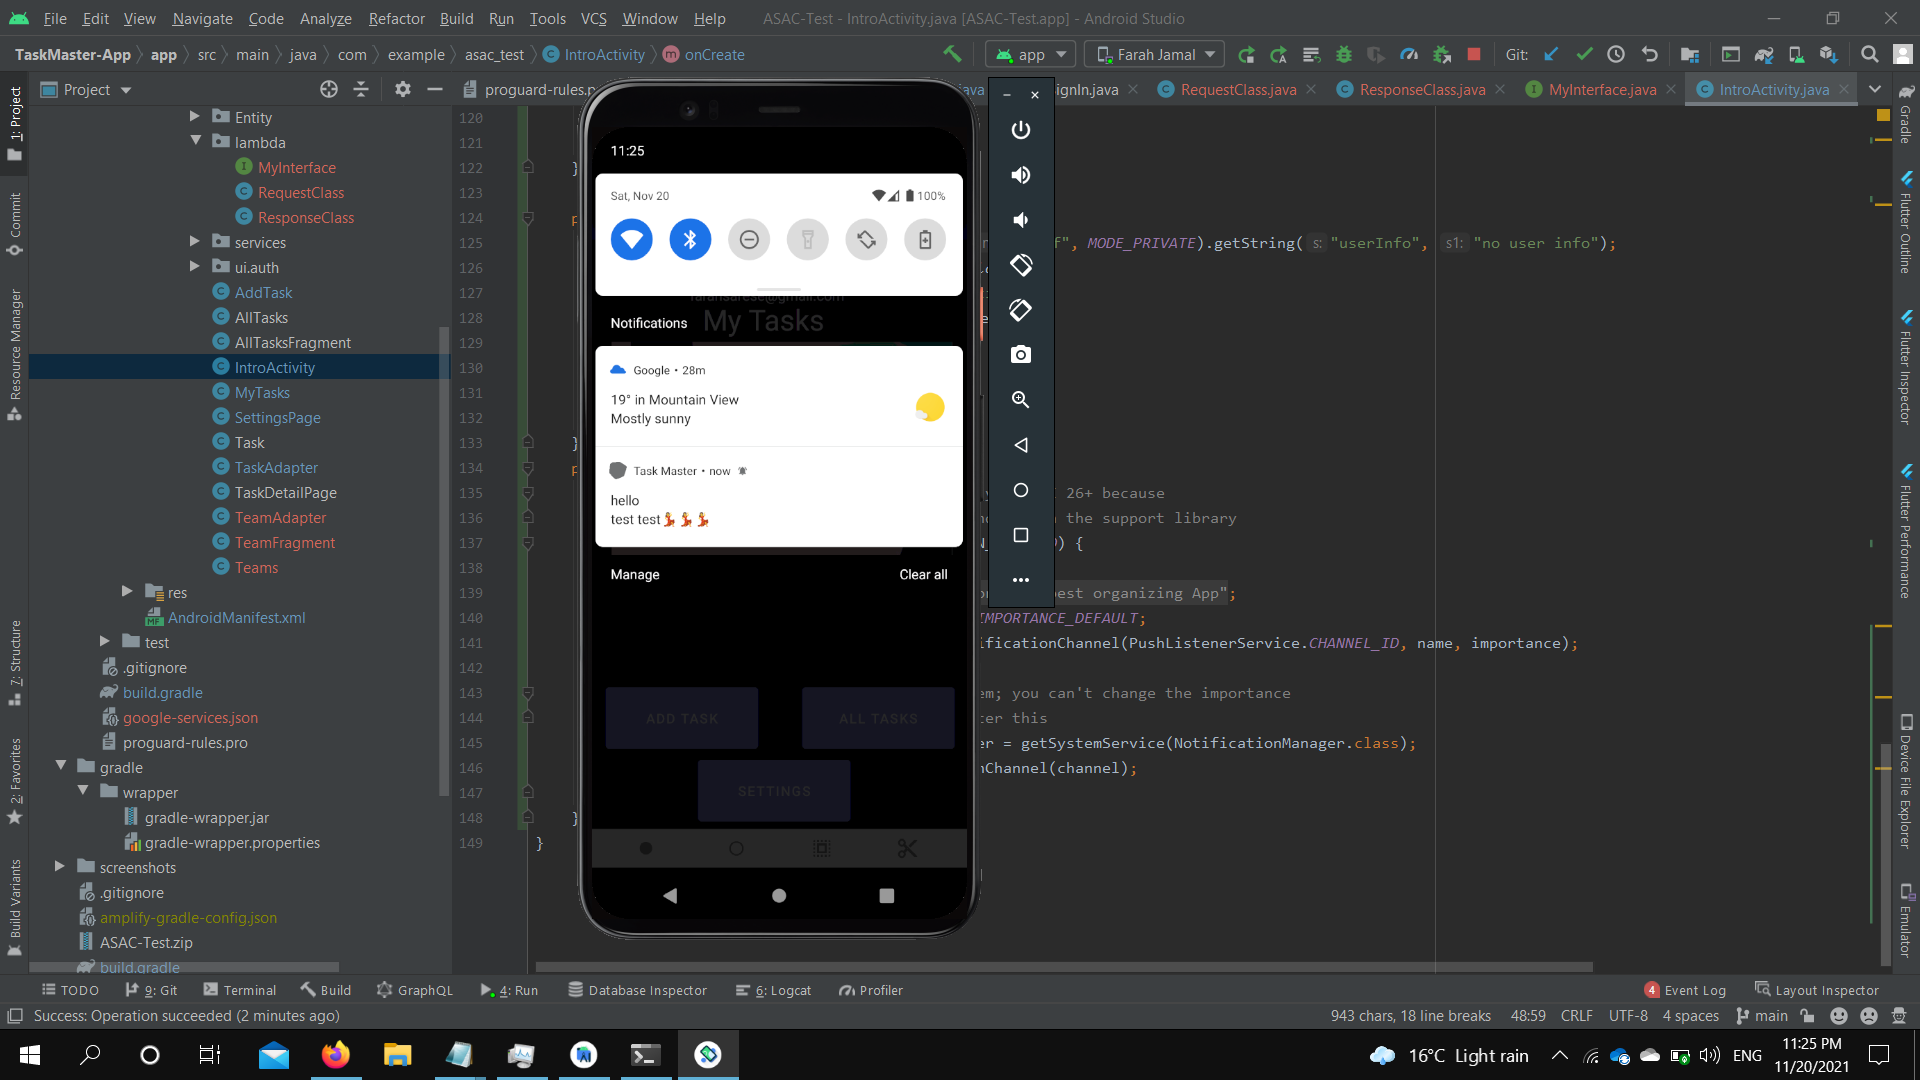 File Edit View Navigate Code Analyze Refactor Build Run Tools VCS Window Help ASAC-Test - IntroActivity.java [ASAC-Test.app] - Android Studio
TaskMaster-App app src main java com example asac_test IntroActivity onCreate app Farah Jamal Git:
Project
proguard-rules.p
java
ignIn.java
RequestClass.java
ResponseClass.java
MyInterface.java
IntroActivity.java
1: Project
Commit
Resource Manager
7: Structure
2: Favorites
Build Variants
Entity
lambda
MyInterface
RequestClass
ResponseClass
services
ui.auth
AddTask
AllTasks
AllTasksFragment
IntroActivity
MyTasks
SettingsPage
Task
TaskAdapter
TaskDetailPage
TeamAdapter
TeamFragment
Teams
res
AndroidManifest.xml
test
.gitignore
build.gradle
google-services.json
proguard-rules.pro
gradle
wrapper
gradle-wrapper.jar
gradle-wrapper.properties
screenshots
.gitignore
amplify-gradle-config.json
ASAC-Test.zip
build.gradle
120
121
122 }
123
124
125 f", MODE_PRIVATE).getString( s: "userInfo", s1: "no user info");
126
127
128
129
130
131
132
133 }
134
135 26+ because
136 the support library
137 ) {
138
139 est organizing App";
140 IMPORTANCE_DEFAULT;
141 ificationChannel(PushListenerService.CHANNEL_ID, name, importance);
142
143 em; you can't change the importance
144 ter this
145 er = getSystemService(NotificationManager.class);
146 nChannel(channel);
147
148 }
149 }
11:25
Sat, Nov 20 100%
farahsarese@gmail.com
Notifications My Tasks
Google • 28m
19° in Mountain View
Mostly sunny
Task Master • now
hello
test test💃💃💃
Manage Clear all
ADD TASK ALL TASKS
SETTINGS
Gradle
Flutter Outline
Flutter Inspector
Flutter Performance
Device File Explorer
Emulator
TODO 9: Git Terminal Build GraphQL 4: Run Database Inspector 6: Logcat Profiler 4 Event Log Layout Inspector
Success: Operation succeeded (2 minutes ago) 943 chars, 18 line breaks 48:59 CRLF UTF-8 4 spaces main
16°C Light rain ENG 11:25 PM
11/20/2021